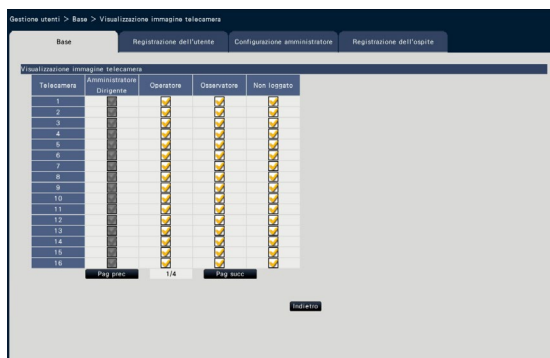 Gestione utenti > Base > Visualizzazione immagine telecamera
Base Registrazione dell'utente Configurazione amministratore Registrazione dell'ospite
Visualizzazione immagine telecamera
Telecamera Amministratore Dirigente Operatore Osservatore Non loggato
1
2
3
4
5
6
7
8
9
10
11
12
13
14
15
16
Pag prec 1/4 Pag succ
Indietro